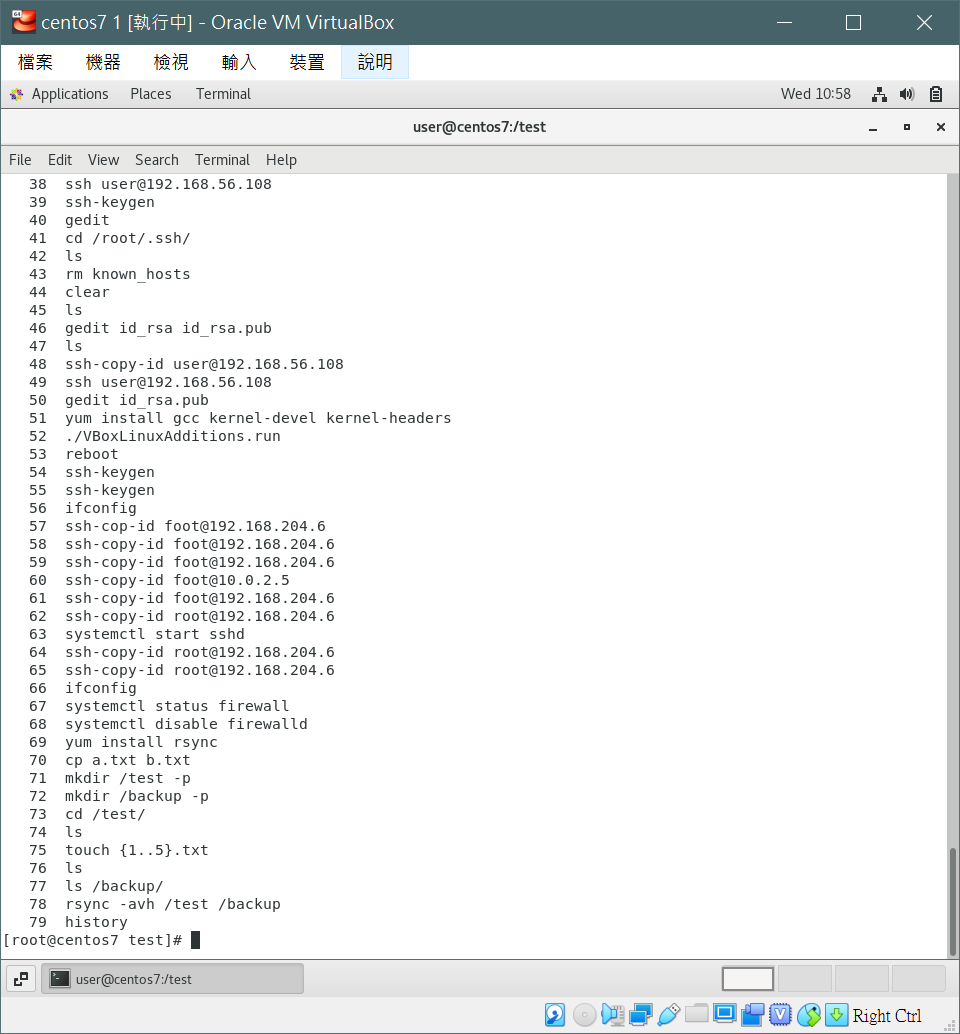 centos7 1 [執行中] - Oracle VM VirtualBox
檔案 機器 檢視 輸入 裝置 說明
Applications Places Terminal Wed 10:58
user@centos7:/test
File Edit View Search Terminal Help
38 ssh user@192.168.56.108
39 ssh-keygen
40 gedit
41 cd /root/.ssh/
42 ls
43 rm known_hosts
44 clear
45 ls
46 gedit id_rsa id_rsa.pub
47 ls
48 ssh-copy-id user@192.168.56.108
49 ssh user@192.168.56.108
50 gedit id_rsa.pub
51 yum install gcc kernel-devel kernel-headers
52 ./VBoxLinuxAdditions.run
53 reboot
54 ssh-keygen
55 ssh-keygen
56 ifconfig
57 ssh-cop-id foot@192.168.204.6
58 ssh-copy-id foot@192.168.204.6
59 ssh-copy-id foot@192.168.204.6
60 ssh-copy-id foot@10.0.2.5
61 ssh-copy-id foot@192.168.204.6
62 ssh-copy-id root@192.168.204.6
63 systemctl start sshd
64 ssh-copy-id root@192.168.204.6
65 ssh-copy-id root@192.168.204.6
66 ifconfig
67 systemctl status firewall
68 systemctl disable firewalld
69 yum install rsync
70 cp a.txt b.txt
71 mkdir /test -p
72 mkdir /backup -p
73 cd /test/
74 ls
75 touch {1..5}.txt
76 ls
77 ls /backup/
78 rsync -avh /test /backup
79 history
[root@centos7 test]#
user@centos7:/test
Right Ctrl